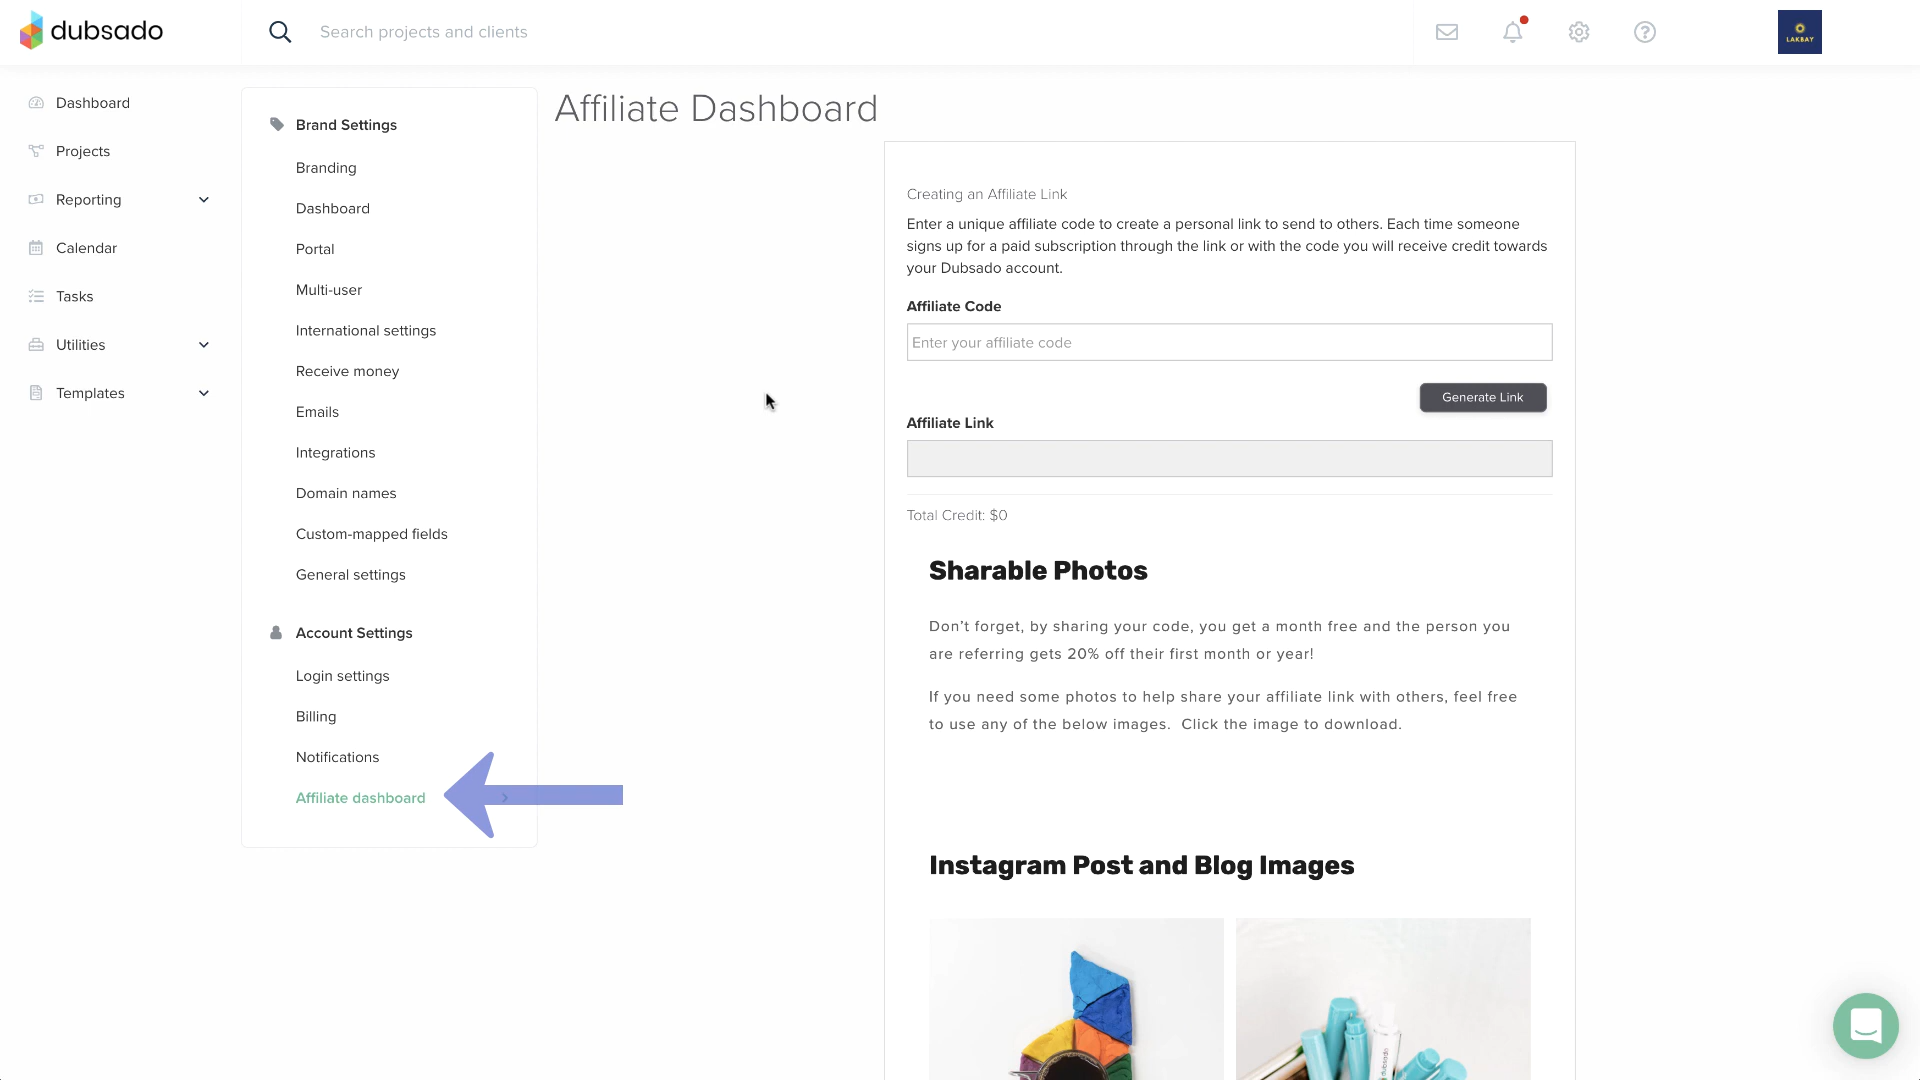 dubsado
Search projects and clients
LAKBAY
Dashboard
Projects
Reporting
Calendar
Tasks
Utilities
Templates
Brand Settings
Branding
Dashboard
Portal
Multi-user
International settings
Receive money
Emails
Integrations
Domain names
Custom-mapped fields
General settings
Account Settings
Login settings
Billing
Notifications
Affiliate dashboard
Affiliate Dashboard
Creating an Affiliate Link
Enter a unique affiliate code to create a personal link to send to others. Each time someone
signs up for a paid subscription through the link or with the code you will receive credit towards
your Dubsado account.
Affiliate Code
Enter your affiliate code
Generate Link
Affiliate Link
Total Credit: $0
Sharable Photos
Don’t forget, by sharing your code, you get a month free and the person you
are referring gets 20% off their first month or year!
If you need some photos to help share your affiliate link with others, feel free
to use any of the below images.  Click the image to download.
Instagram Post and Blog Images
dubsado